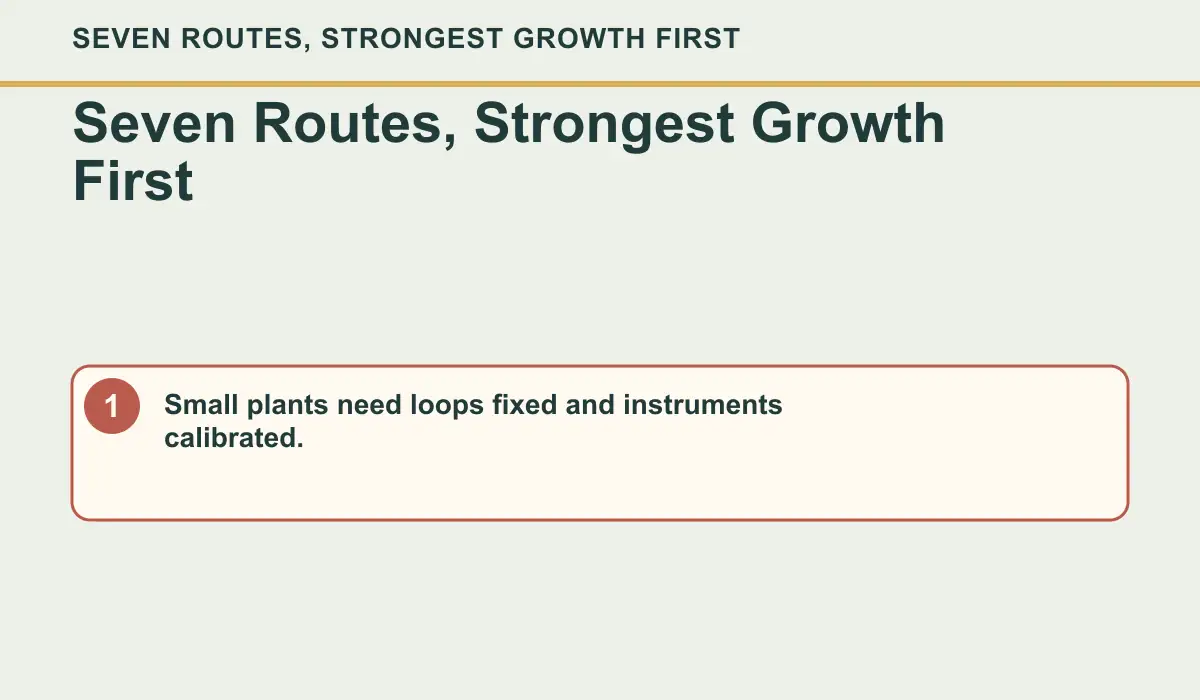 SEVEN ROUTES, STRONGEST GROWTH FIRST
Seven Routes, Strongest Growth
First
1
Small plants need loops fixed and instruments
calibrated.